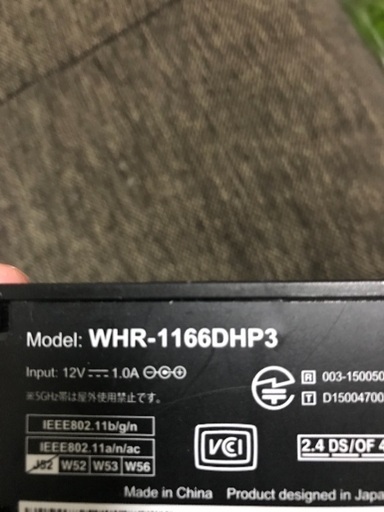 Model: WHR-1166DHP3
Input: 12V 1.0A
※5GHz帯は屋外使用禁止です。
R 003-150050
T D15004700
IEEE802.11b/g/n
IEEE802.11a/n/ac
J52 W52 W53 W56
VCCI
2.4 DS/OF 4
Made in China Product designed in Japa